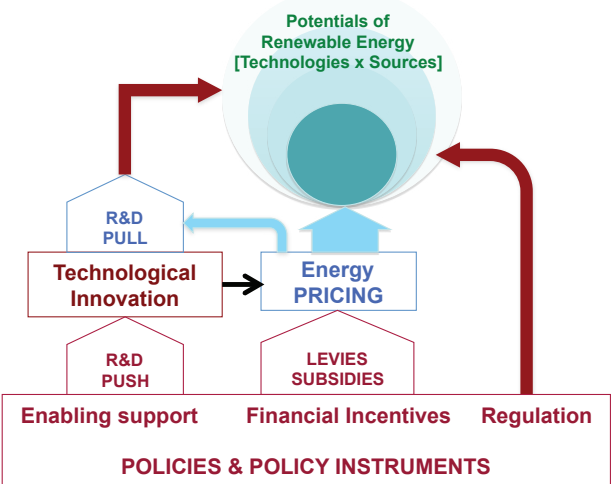 Potentials of
Renewable Energy
[Technologies x Sources]
R&D
PULL
Technological
Innovation
Energy
PRICING
R&D
PUSH
LEVIES
SUBSIDIES
Enabling support
Financial Incentives
Regulation
POLICIES & POLICY INSTRUMENTS